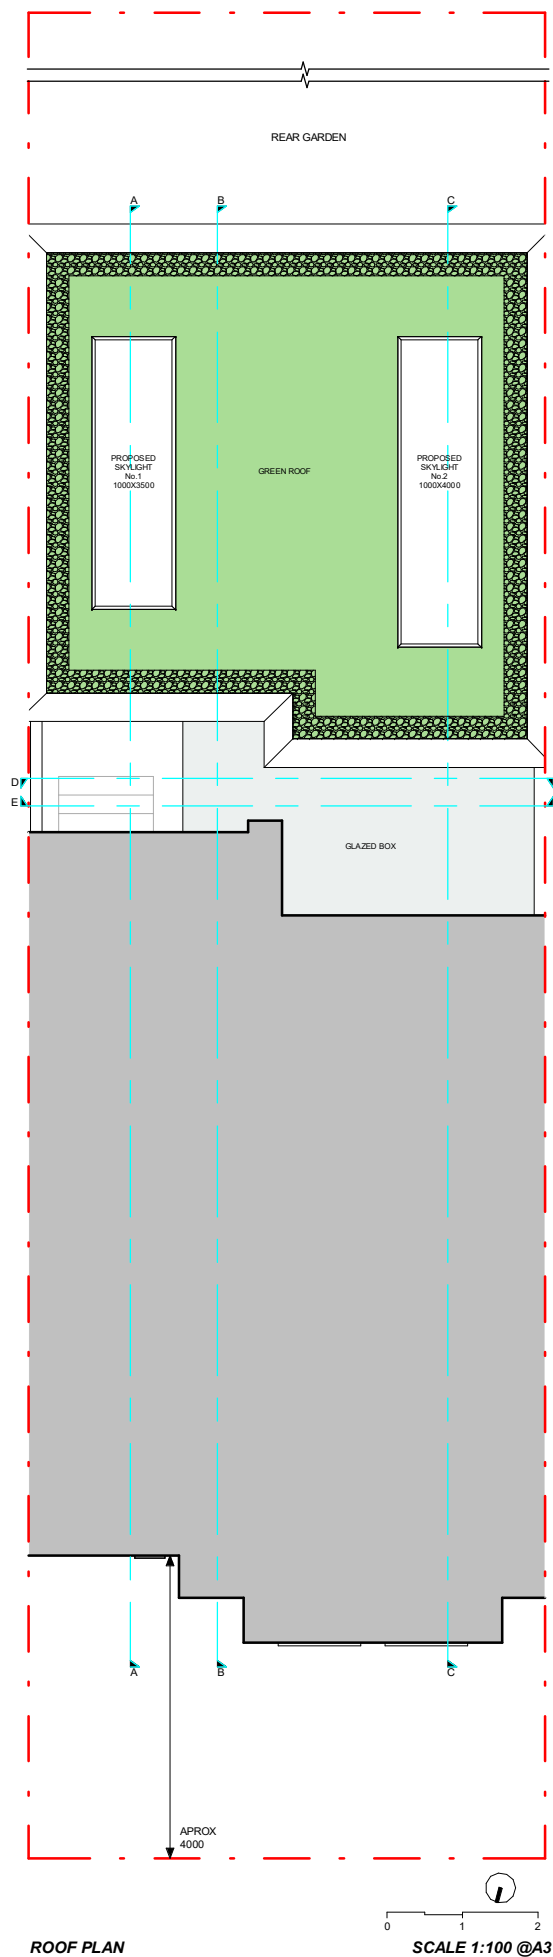 REAR GARDEN
A
B
C
PROPOSED
SKYLIGHT
No.1
1000X3500
GREEN ROOF
PROPOSED
SKYLIGHT
No.2
1000X4000
D
E
GLAZED BOX
A
B
C
APROX
4000
0 1 2
ROOF PLAN
SCALE 1:100 @A3